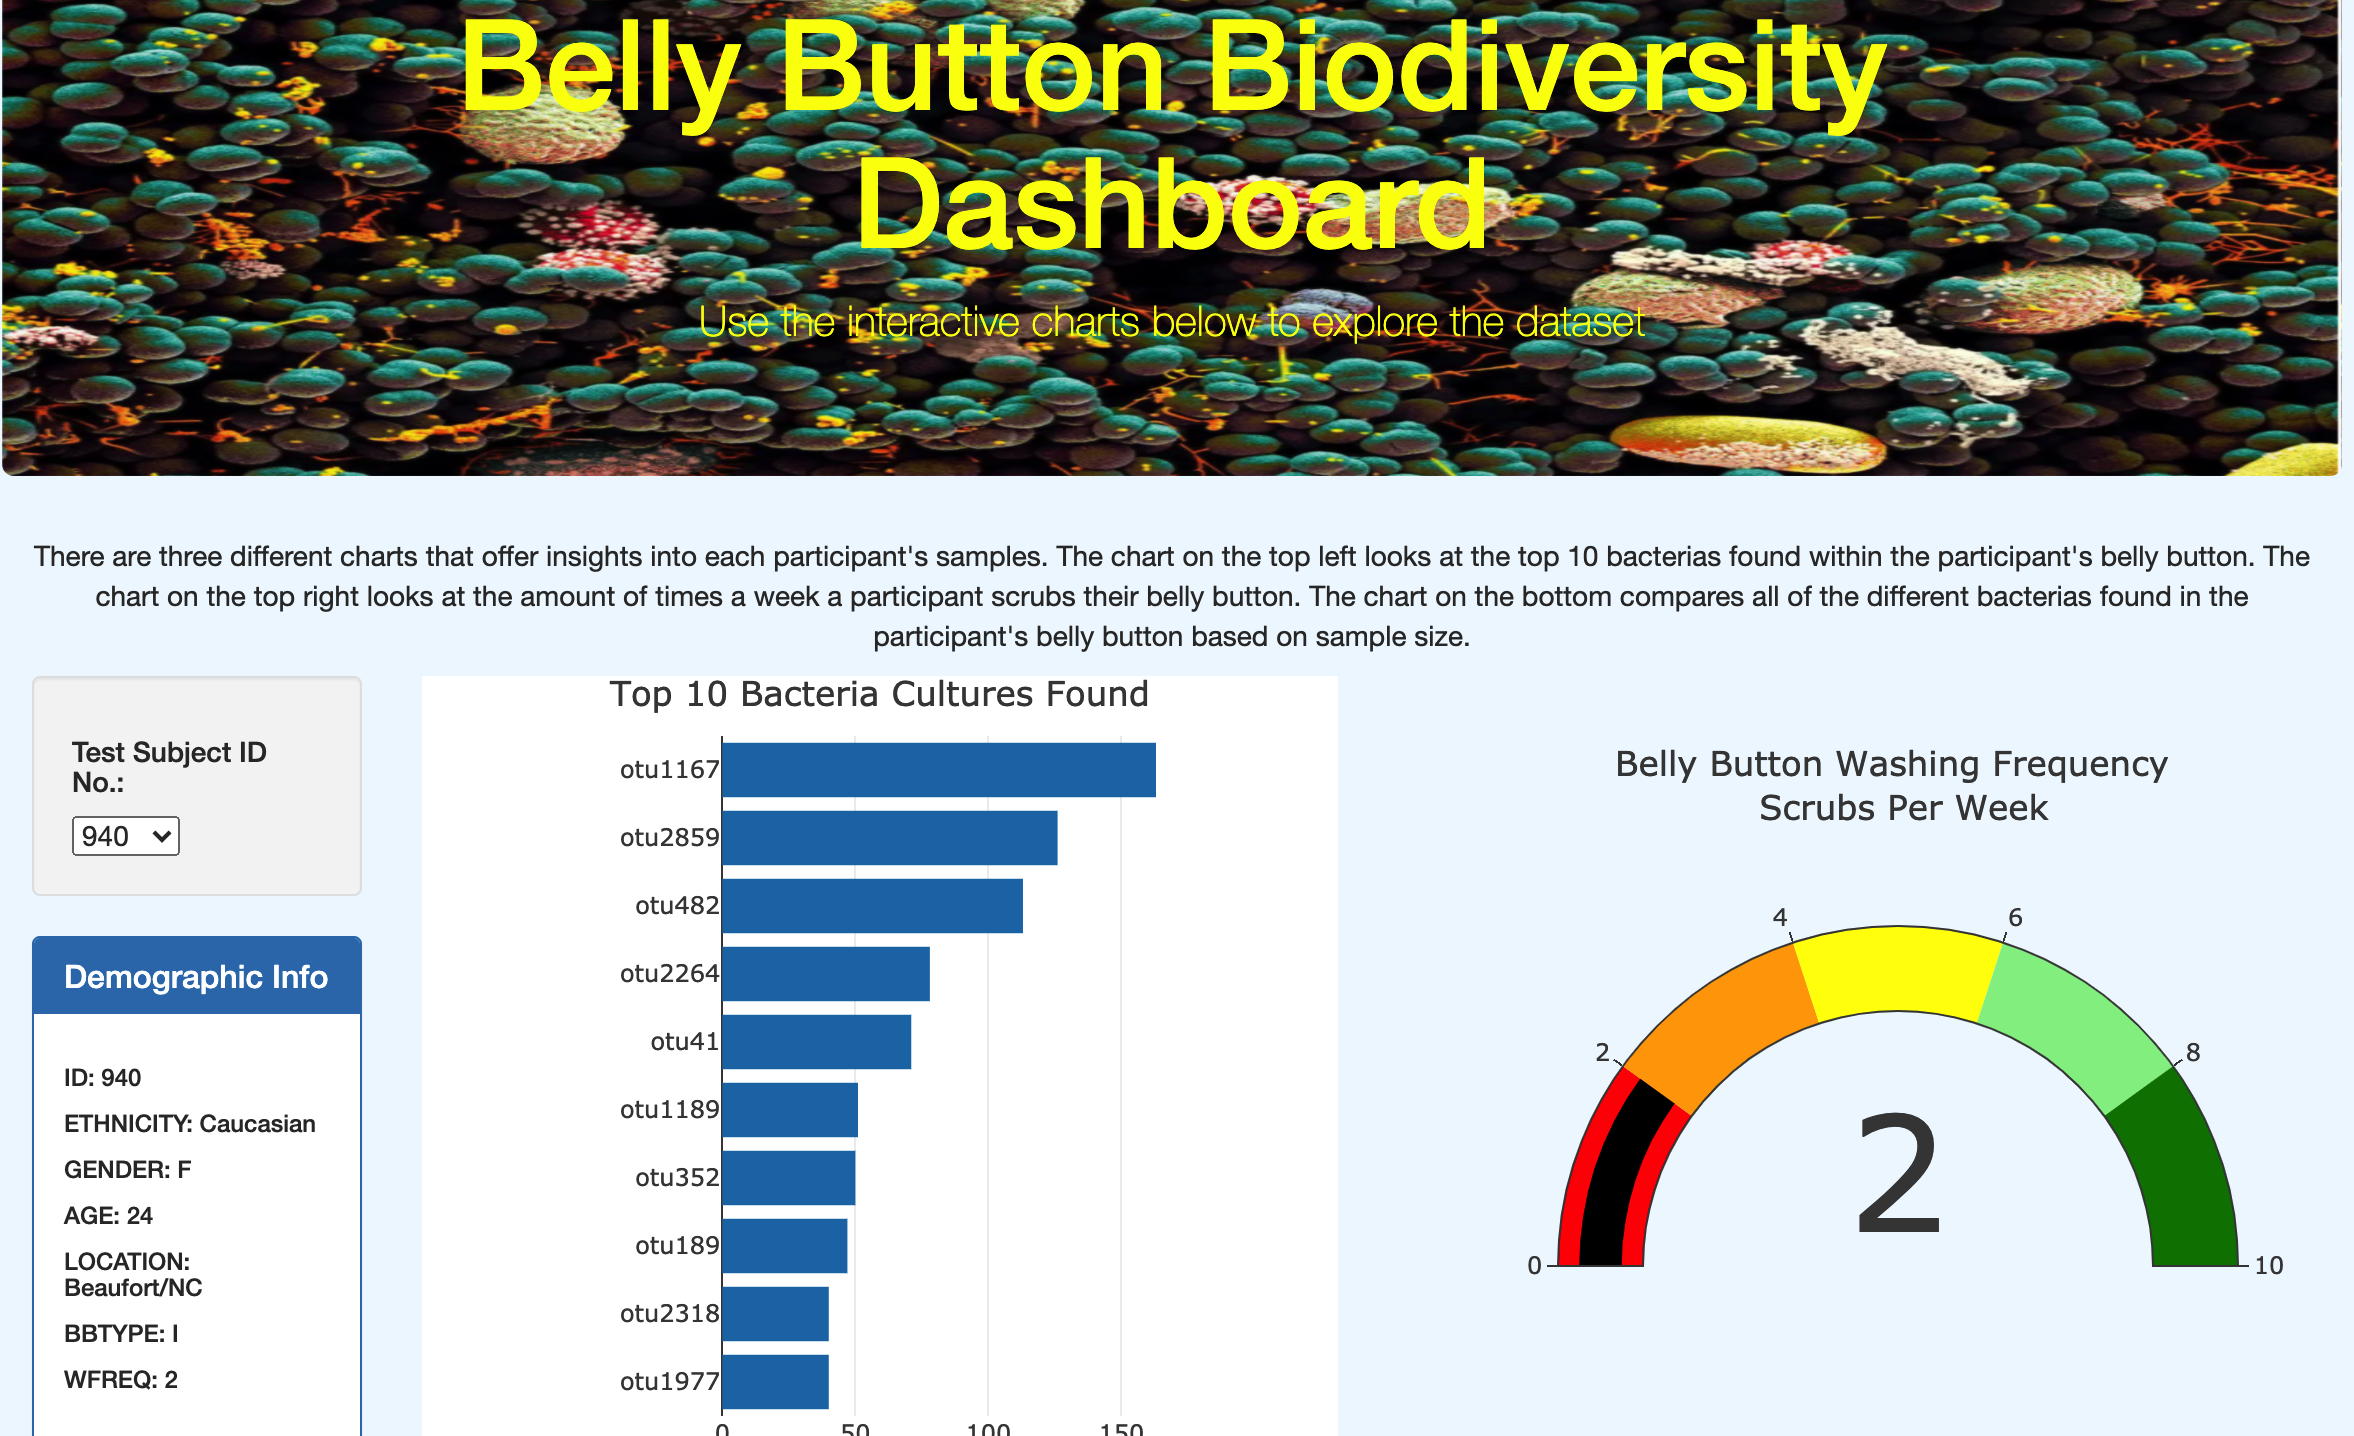 Belly Button Biodiversity
Dashboard
Use the interactive charts below to explore the dataset
There are three different charts that offer insights into each participant's samples. The chart on the top left looks at the top 10 bacterias found within the participant's belly button. The
chart on the top right looks at the amount of times a week a participant scrubs their belly button. The chart on the bottom compares all of the different bacterias found in the
participant's belly button based on sample size.
Test Subject ID
No.:
940
Demographic Info
ID: 940
ETHNICITY: Caucasian
GENDER: F
AGE: 24
LOCATION:
Beaufort/NC
BBTYPE: I
WFREQ: 2
Top 10 Bacteria Cultures Found
otu1167
otu2859
otu482
otu2264
otu41
otu1189
otu352
otu189
otu2318
otu1977
0 50 100 150
Belly Button Washing Frequency
Scrubs Per Week
4 6
2 8
2
0 10